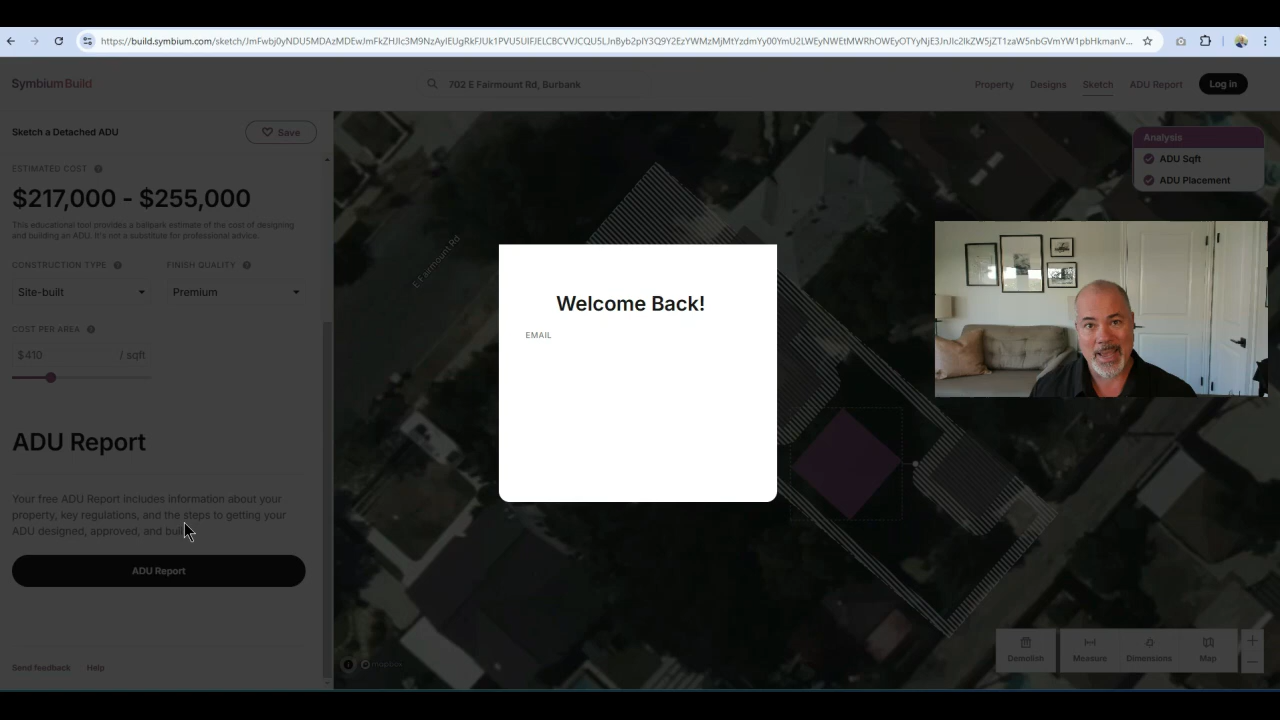 https://build.symbium.com/sketch/
Symbium Build
702 E Fairmount Rd, Burbank
Property
Designs
Sketch
ADU Report
Log in
Sketch a Detached ADU
Save
Analysis
ADU Sqft
ADU Placement
ESTIMATED COST
$217,000 - $255,000
This educational tool provides a ballpark estimate of the cost of designing
and building an ADU. It's not a substitute for professional advice.
CONSTRUCTION TYPE
FINISH QUALITY
Site-built
Premium
COST PER AREA
$410
/ sqft
E Fairmount Rd
Welcome Back!
EMAIL
ADU Report
Your free ADU Report includes information about your
property, key regulations, and the steps to getting your
ADU designed, approved, and
ADU Report
Send feedback
Help
mapbox
Demolish
Measure
Dimensions
Map